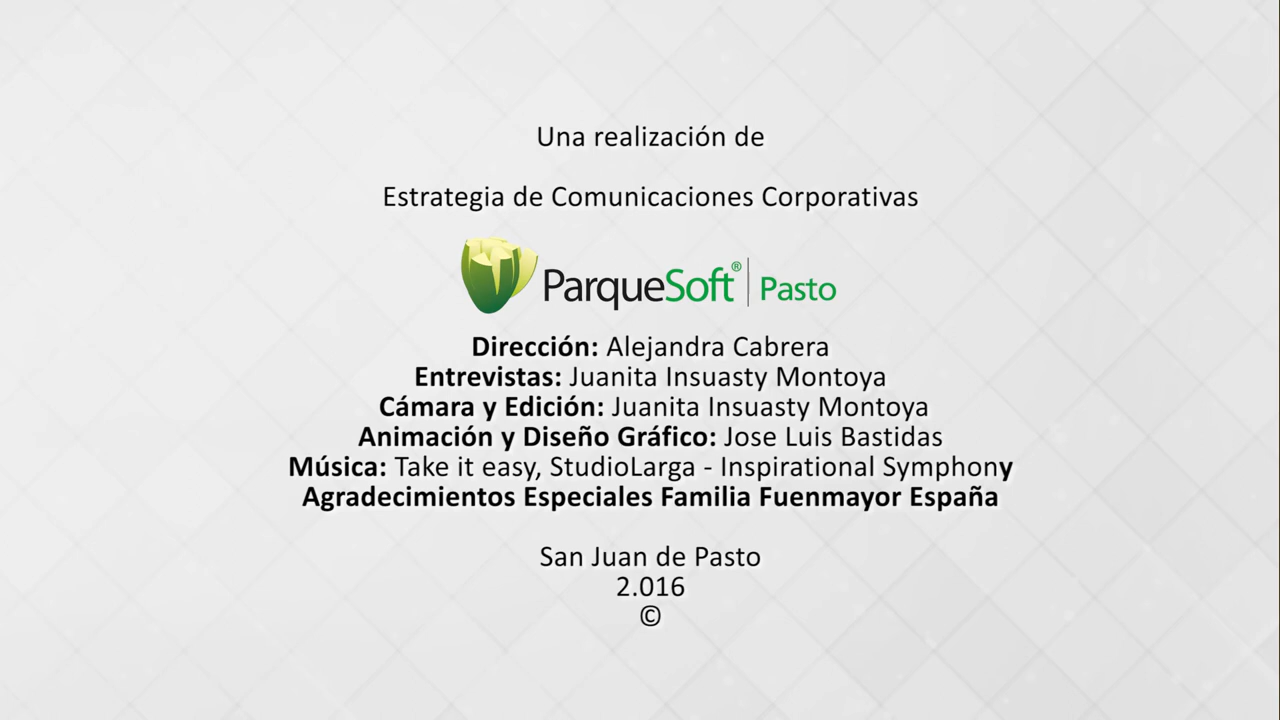 Una realización de
Estrategia de Comunicaciones Corporativas
ParqueSoft® | Pasto
Dirección: Alejandra Cabrera
Entrevistas: Juanita Insuasty Montoya
Cámara y Edición: Juanita Insuasty Montoya
Animación y Diseño Gráfico: Jose Luis Bastidas
Música: Take it easy, StudioLarga - Inspirational Symphony
Agradecimientos Especiales Familia Fuenmayor España
San Juan de Pasto
2.016
©